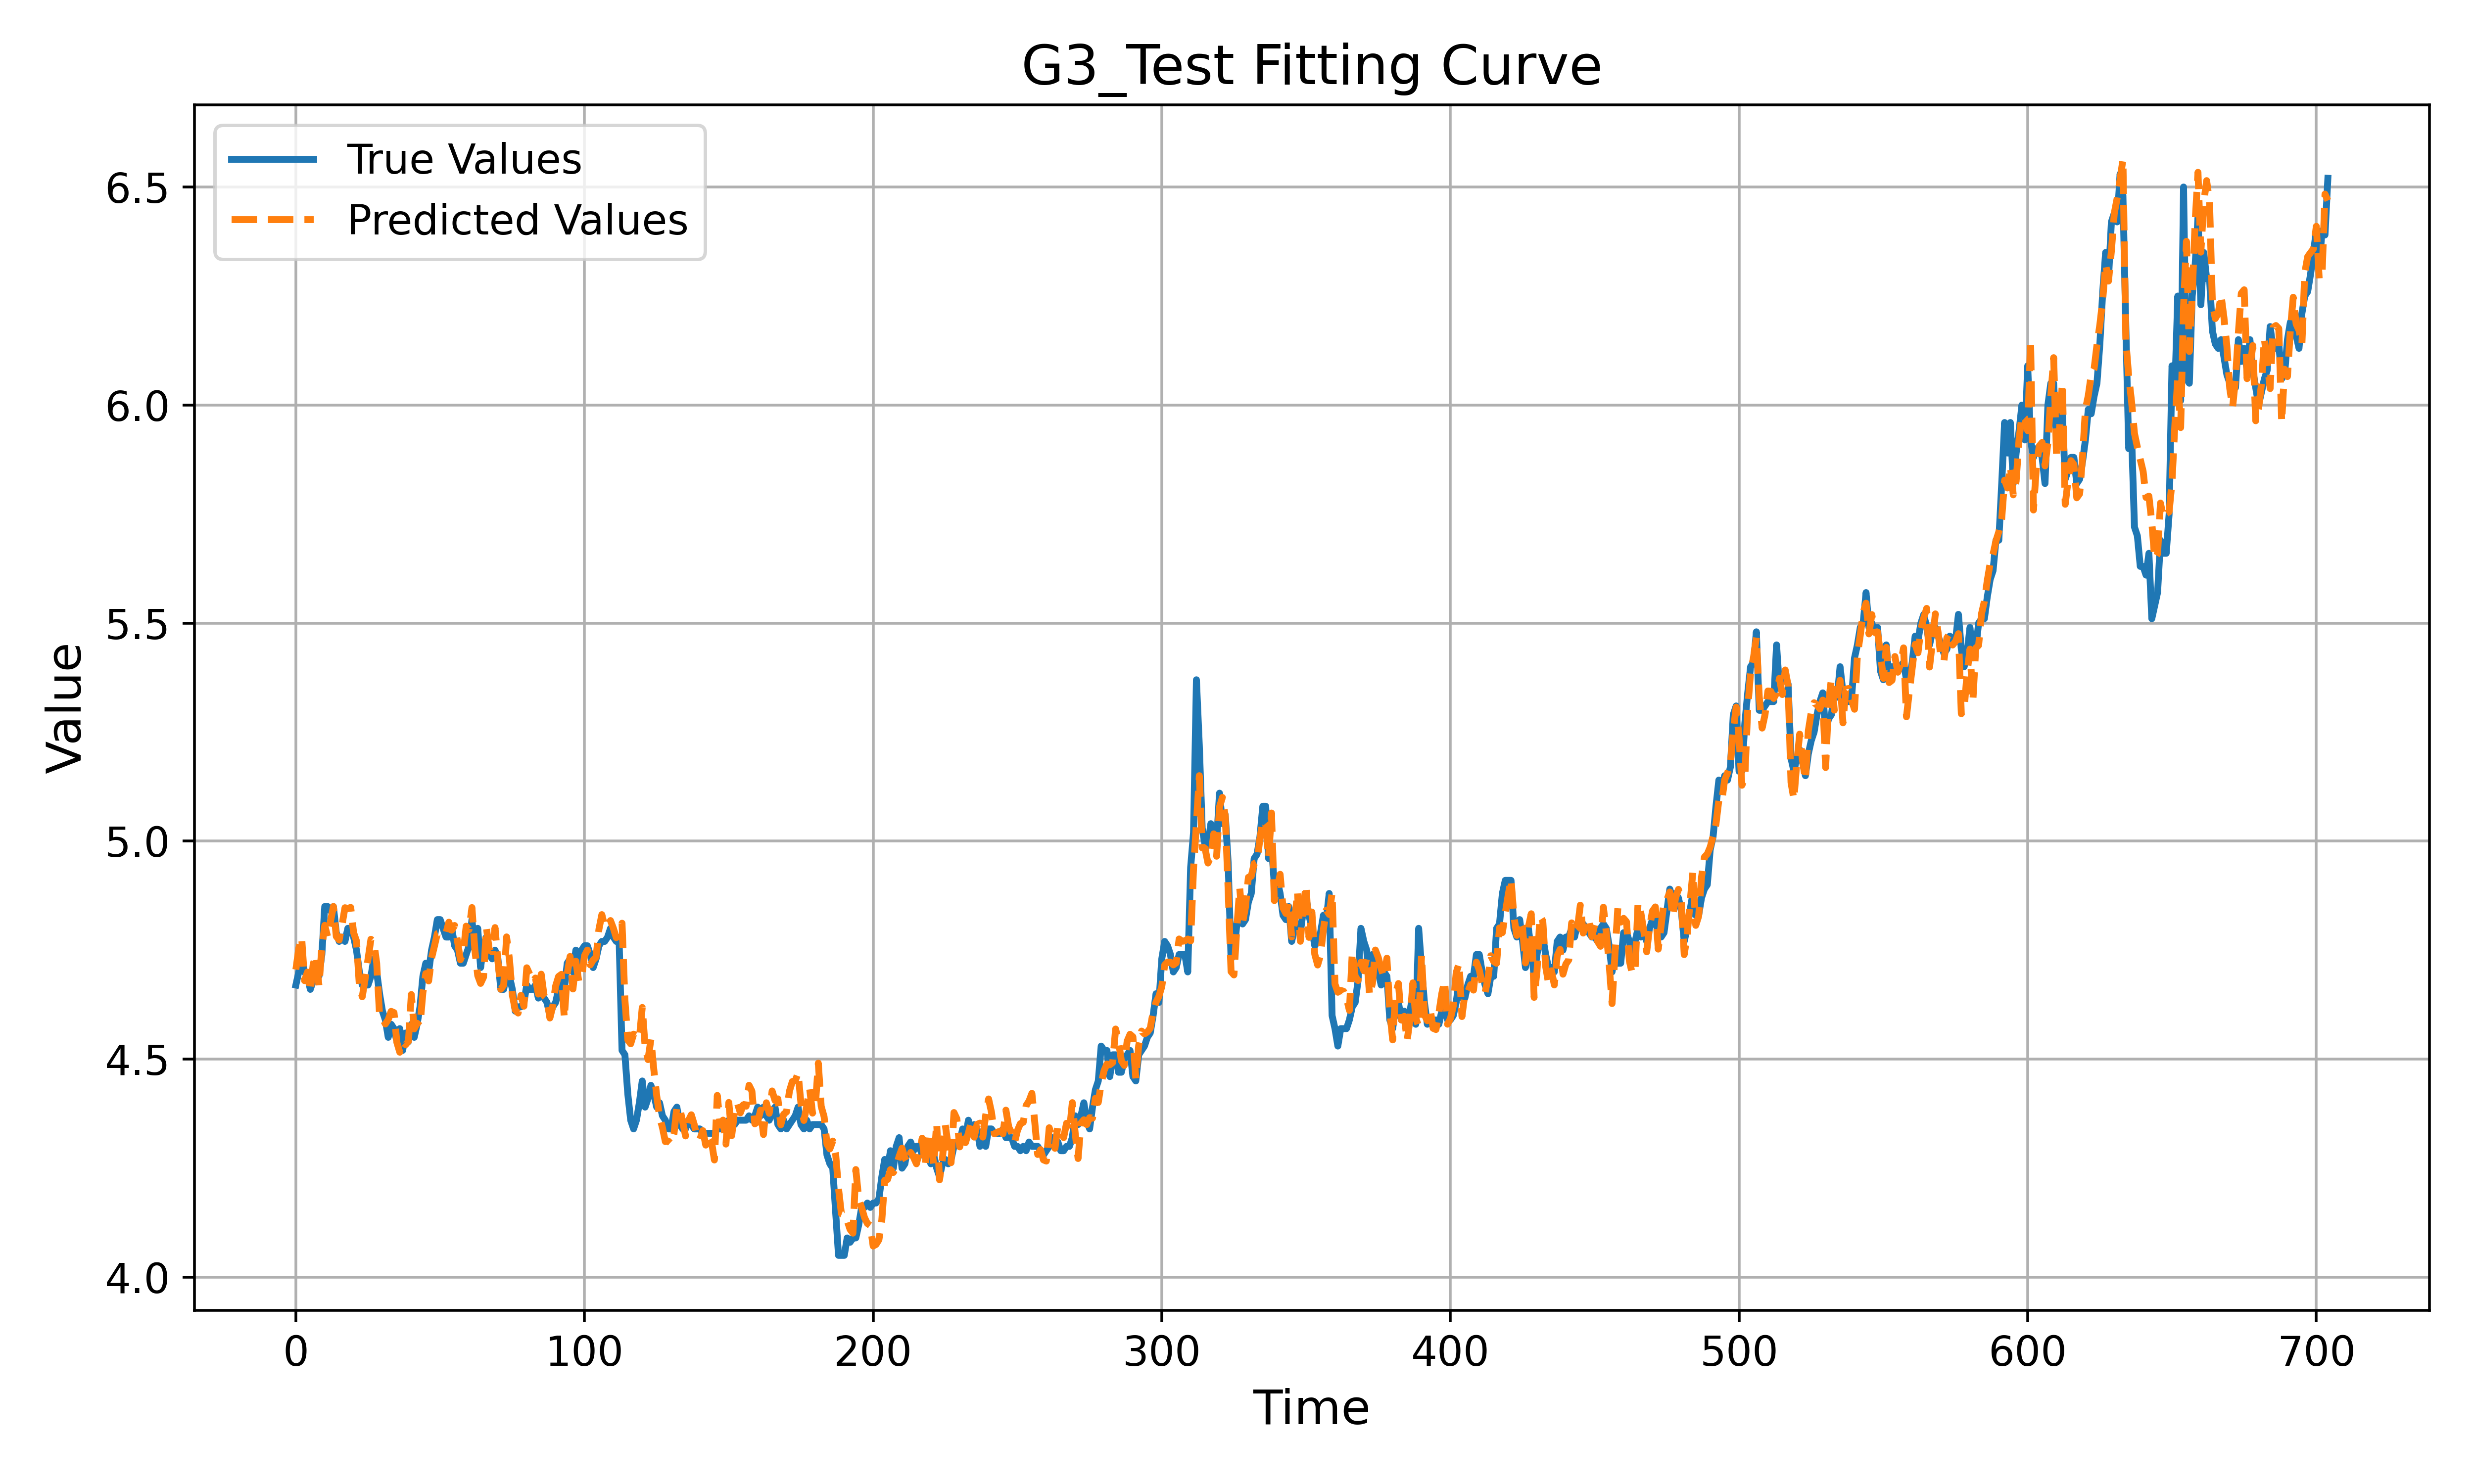 G3_Test Fitting Curve
True Values
Predicted Values
6.5
6.0
5.5
5.0
4.5
4.0
Value
0 100 200 300 400 500 600 700
Time